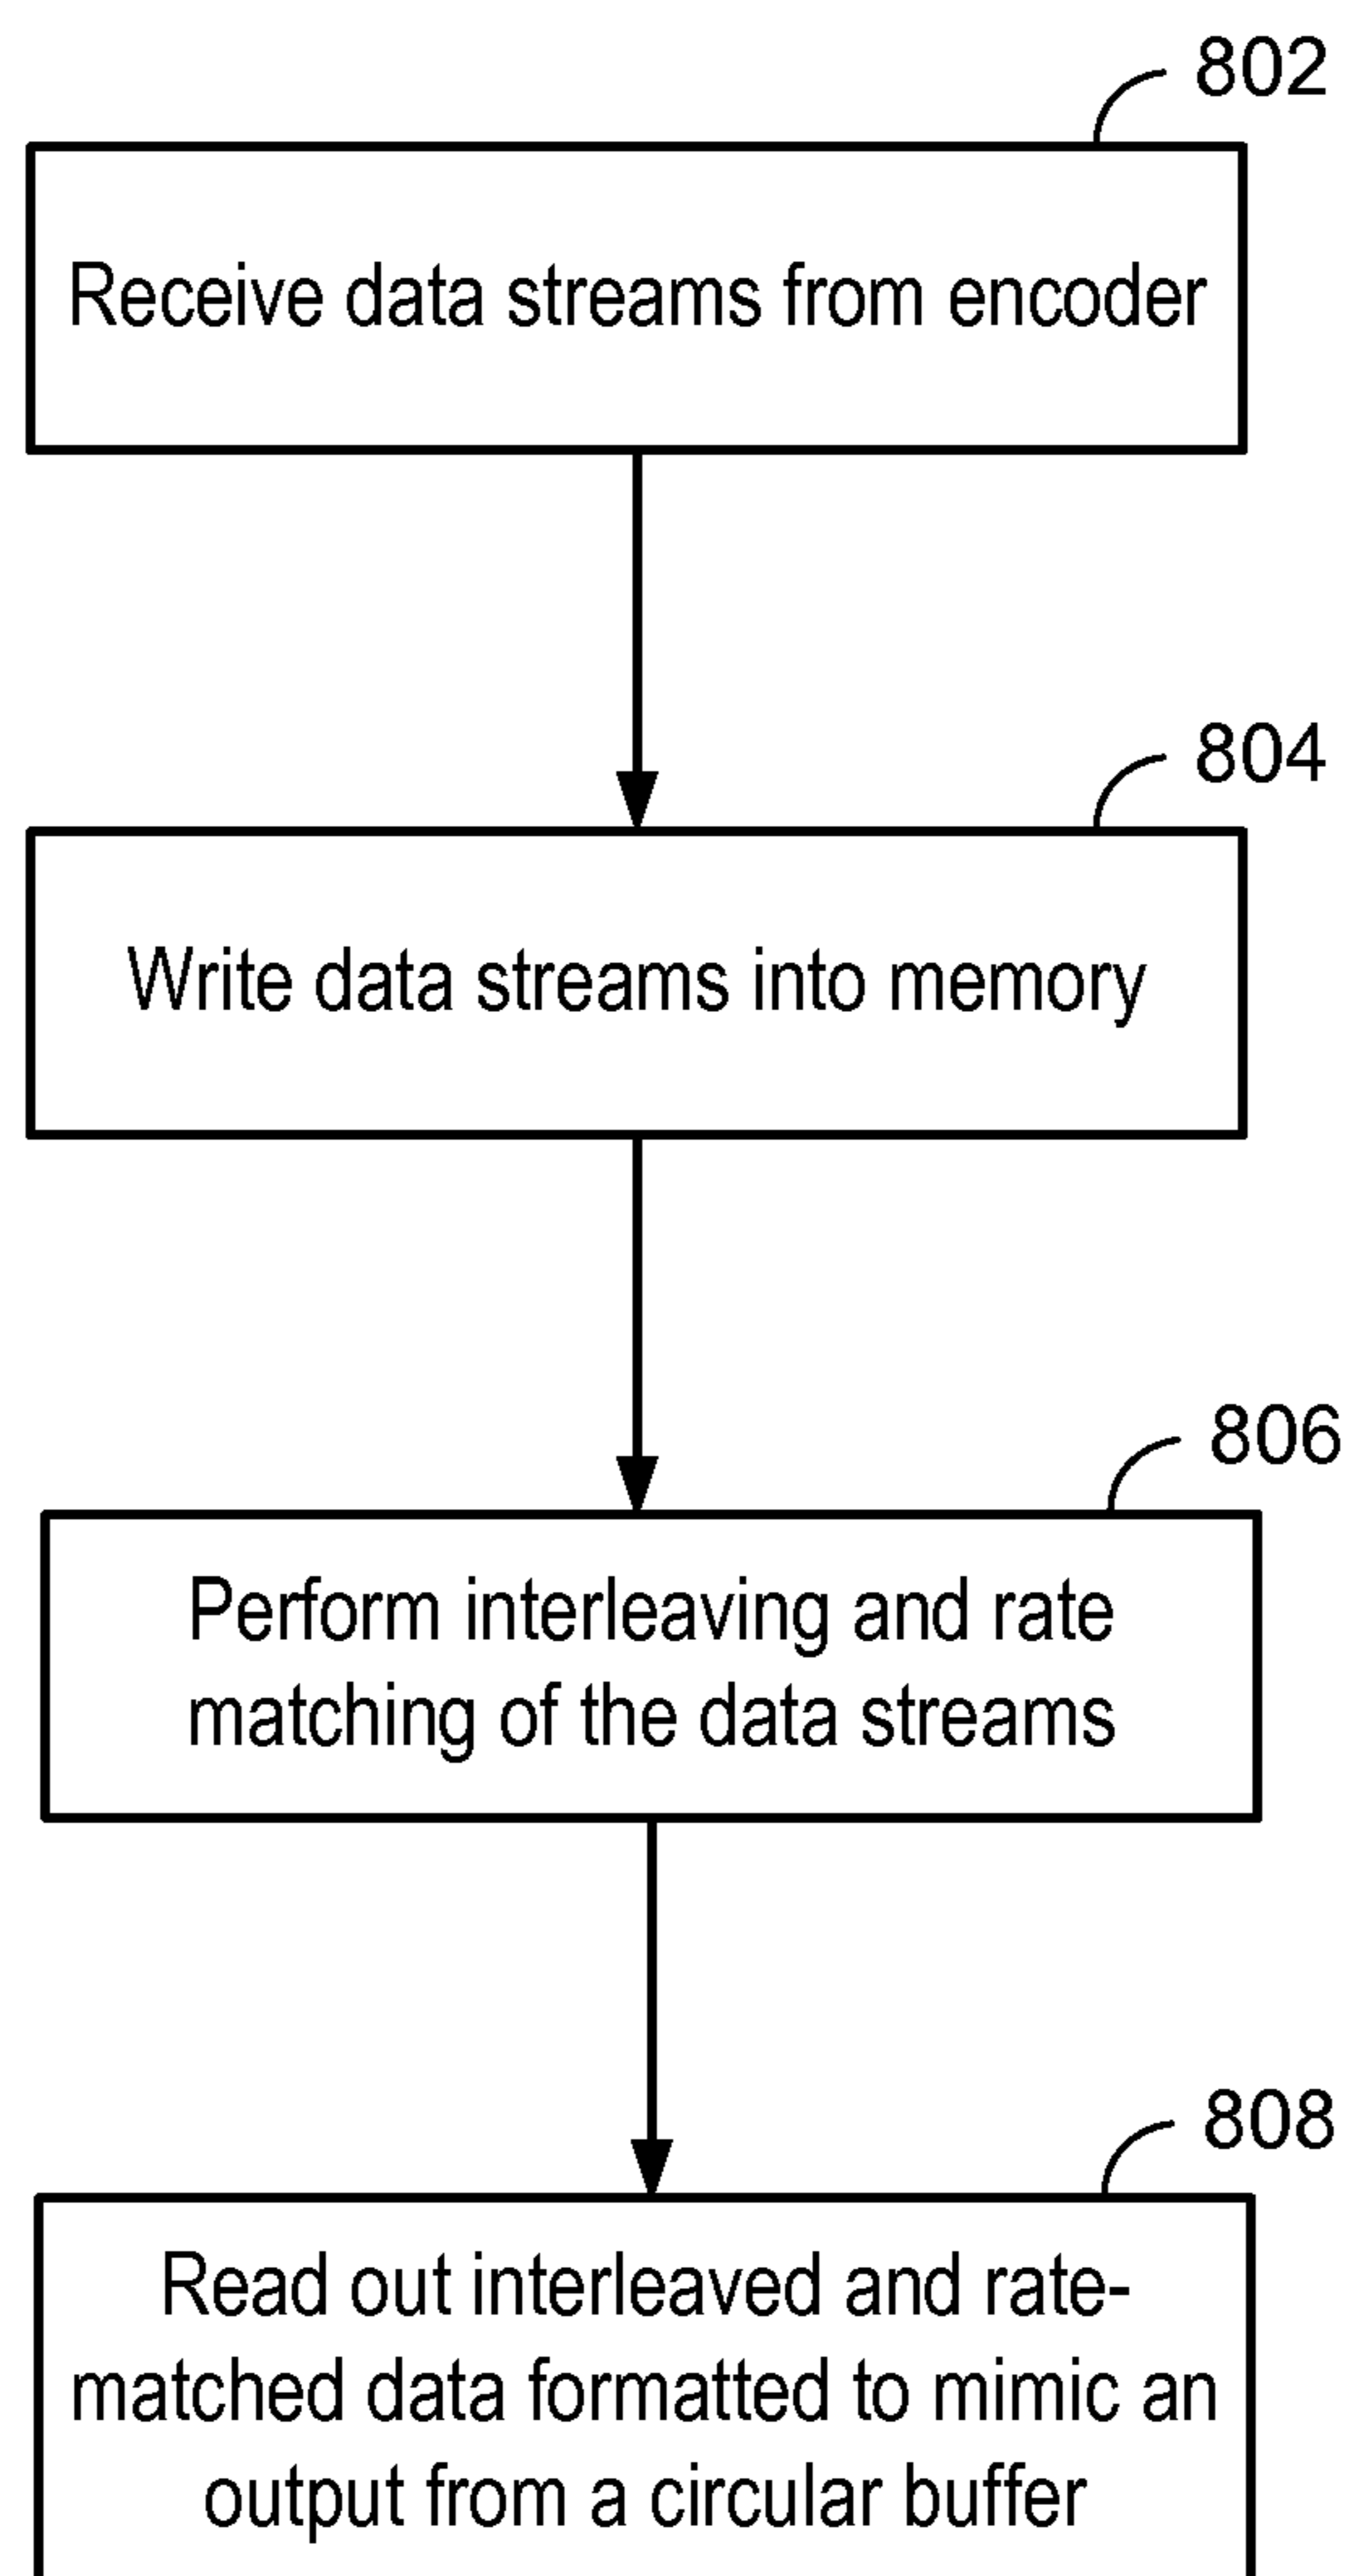 802
Receive data streams from encoder
804
Write data streams into memory
806
Perform interleaving and rate
matching of the data streams
808
Read out interleaved and rate-
matched data formatted to mimic an
output from a circular buffer